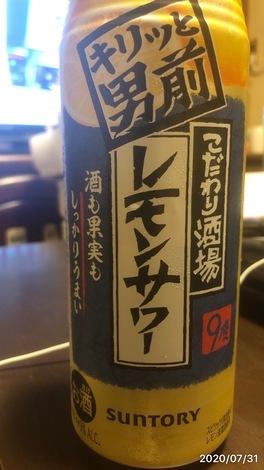 キリッと
男前
こだわり酒場
レモンサワー
酒も果実も
しっかりうまい
9度
お酒
SUNTORY
2020/07/31